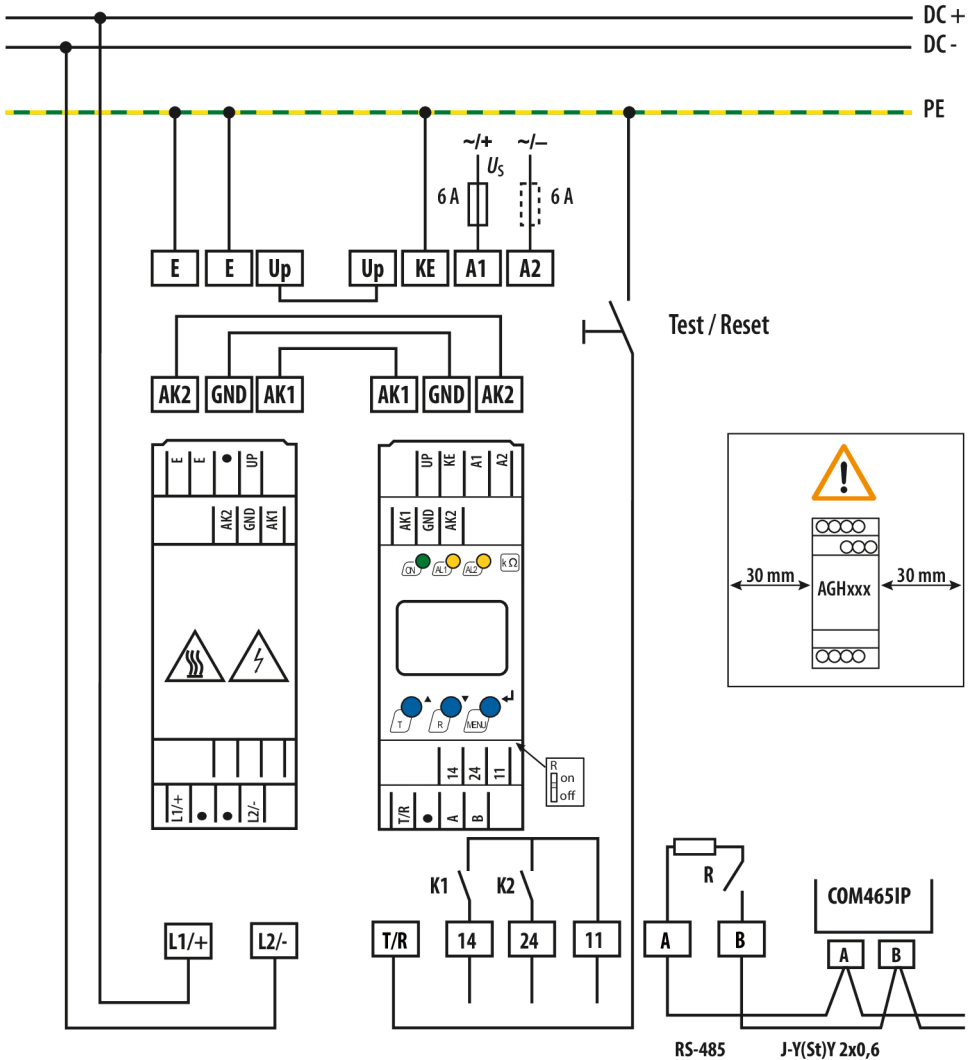 DC +
DC -
PE
~/+ ~/–
US
6 A 6 A
E E Up Up KE A1 A2
Test / Reset
AK2 GND AK1 AK1 GND AK2
E E UP
UP KE A1 A2
AK2 GND AK1
AK1 GND AK2
ON AL1 AL2 kΩ
30 mm AGHxxx 30 mm
T R MENU
R
on
off
14 24 11
L1/+ L2/-
T/R A B
K1 K2
R
COM465IP
L1/+ L2/- T/R 14 24 11 A B
A B
RS-485 J-Y(St)Y 2x0,6